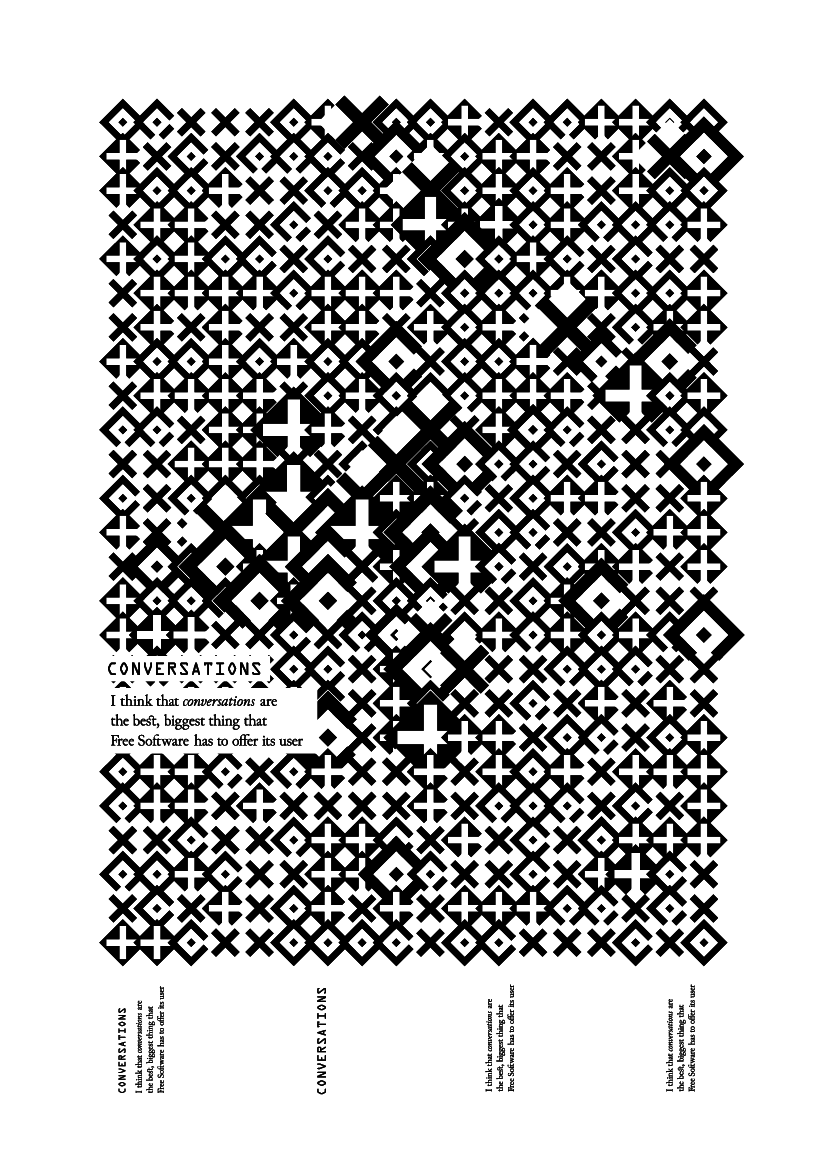 CONVERSATIONS
I think that conversations are
the best, biggest thing that
Free Software has to offer its user
CONVERSATIONS
I think that conversations are
the best, biggest thing that
Free Software has to offer its user
CONVERSATIONS
I think that conversations are
the best, biggest thing that
Free Software has to offer its user
I think that conversations are
the best, biggest thing that
Free Software has to offer its user